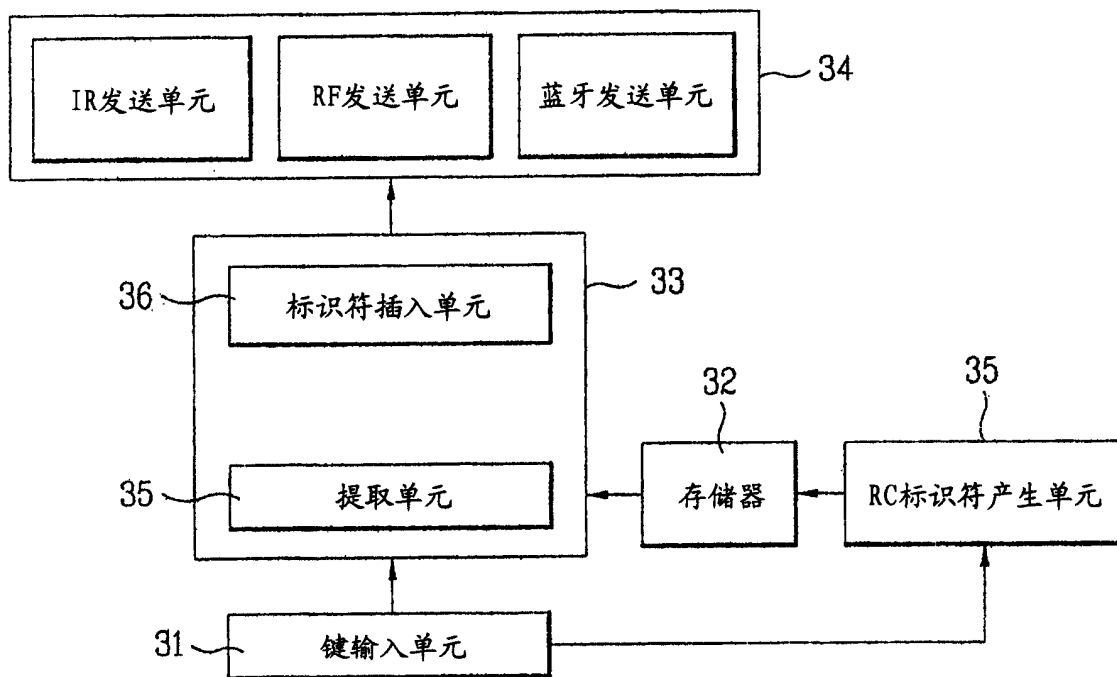 IR发送单元
RF发送单元
蓝牙发送单元
34
36
标识符插入单元
33
32
35
35
提取单元
存储器
RC标识符产生单元
31
键输入单元